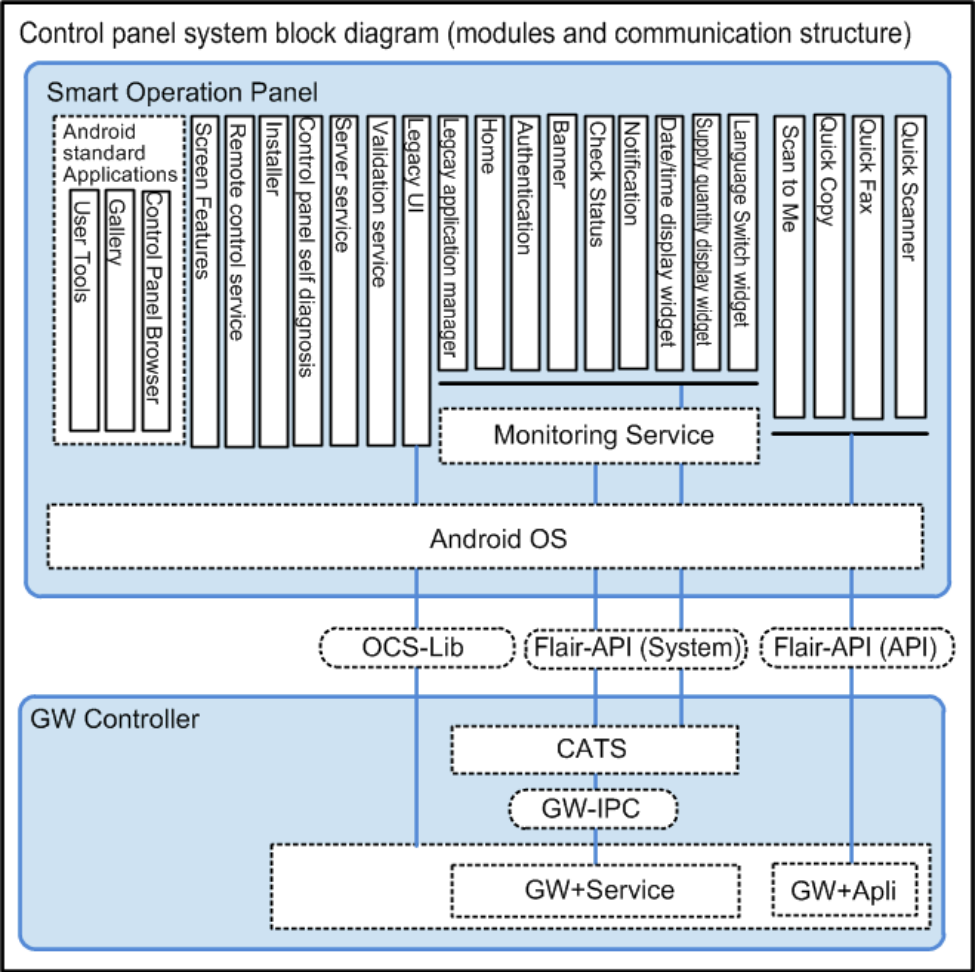 Control panel system block diagram (modules and communication structure)
Smart Operation Panel
Android
standard
Applications
User Tools
Gallery
Control Panel Browser
Screen Features
Remote control service
Installer
Control panel self diagnosis
Server service
Validation service
Legacy UI
Legcay application manager
Home
Authentication
Banner
Check Status
Notification
Date/time display widget
Supply quantity display widget
Language Switch widget
Scan to Me
Quick Copy
Quick Fax
Quick Scanner
Monitoring Service
Android OS
OCS-Lib
Flair-API (System)
Flair-API (API)
GW Controller
CATS
GW-IPC
GW+Service
GW+Apli